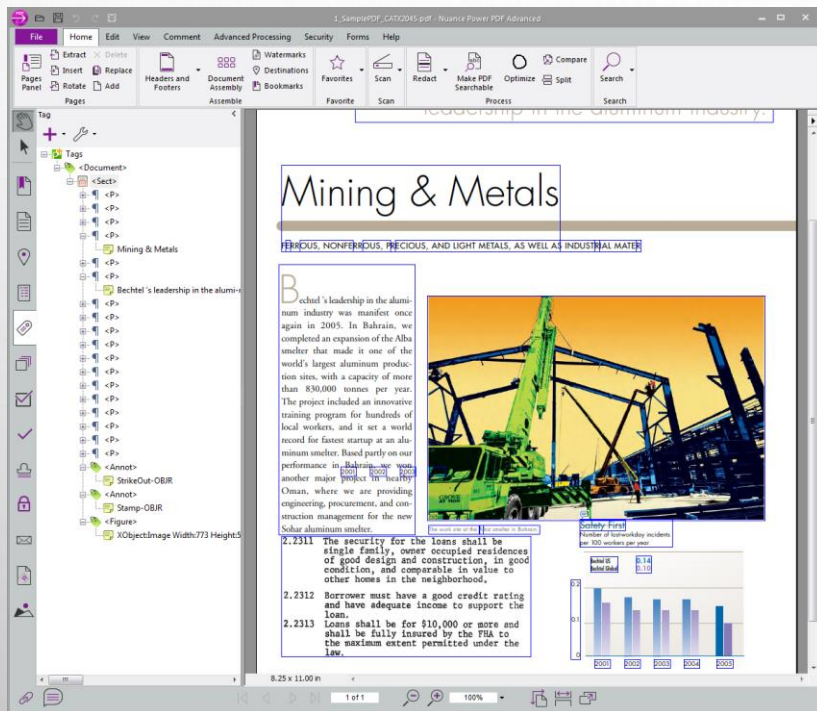 1_SamplePDF_CATX2045.pdf - Nuance Power PDF Advanced
File Home Edit View Comment Advanced Processing Security Forms Help
Pages Panel
Extract Delete
Insert Replace
Rotate Add
Pages
Headers and Footers
Document Assembly
Watermarks
Destinations
Bookmarks
Assemble
Favorites
Favorite
Scan
Scan
Redact
Make PDF Searchable
Optimize
Compare
Split
Process
Search
Search
Tag
Tags
<Document>
<Sect>
<P>
<P>
<P>
<P>
Mining & Metals
<P>
<P>
Bechtel 's leadership in the alumi-
<P>
<P>
<P>
<P>
<P>
<P>
<P>
<P>
<P>
<P>
<P>
<P>
<Annot>
StrikeOut-OBJR
<Annot>
Stamp-OBJR
<Figure>
XObjectImage Width:773 Height:5
leadership in the aluminum industry.
Mining & Metals
FERROUS, NONFERROUS, PRECIOUS, AND LIGHT METALS, AS WELL AS INDUSTRIAL MATER
Bechtel 's leadership in the alumi-
num industry was manifest once
again in 2005. In Bahrain, we
completed an expansion of the Alba
smelter that made it one of the
world's largest aluminum produc-
tion sites, with a capacity of more
than 830,000 tonnes per year.
The project included an innovative
training program for hundreds of
local workers, and it set a world
record for fastest startup at an alu-
minum smelter. Based partly on our
performance in Bahrain, we won
2001 2002 2003
another major project in nearby
Oman, where we are providing
engineering, procurement, and con-
struction management for the new
Sohar aluminum smelter.
GROVE
The work site at the Alba smelter in Bahrain.
Safety First
Number of lost-workday incidents
per 100 workers per year
2.2311 The security for the loans shall be
single family, owner occupied residences
of good design and construction, in good
condition, and comparable in value to
other homes in the neighborhood.
2.2312 Borrower must have a good credit rating
and have adequate income to support the
loan.
2.2313 Loans shall be for $10,000 or more and
shall be fully insured by the FHA to
the maximum extent permitted under the
law.
Bechtel US 0.14
Bechtel Global 0.10
0.2
0.1
0
2001 2002 2003 2004 2005
8.25 x 11.00 in
1 of 1
100%